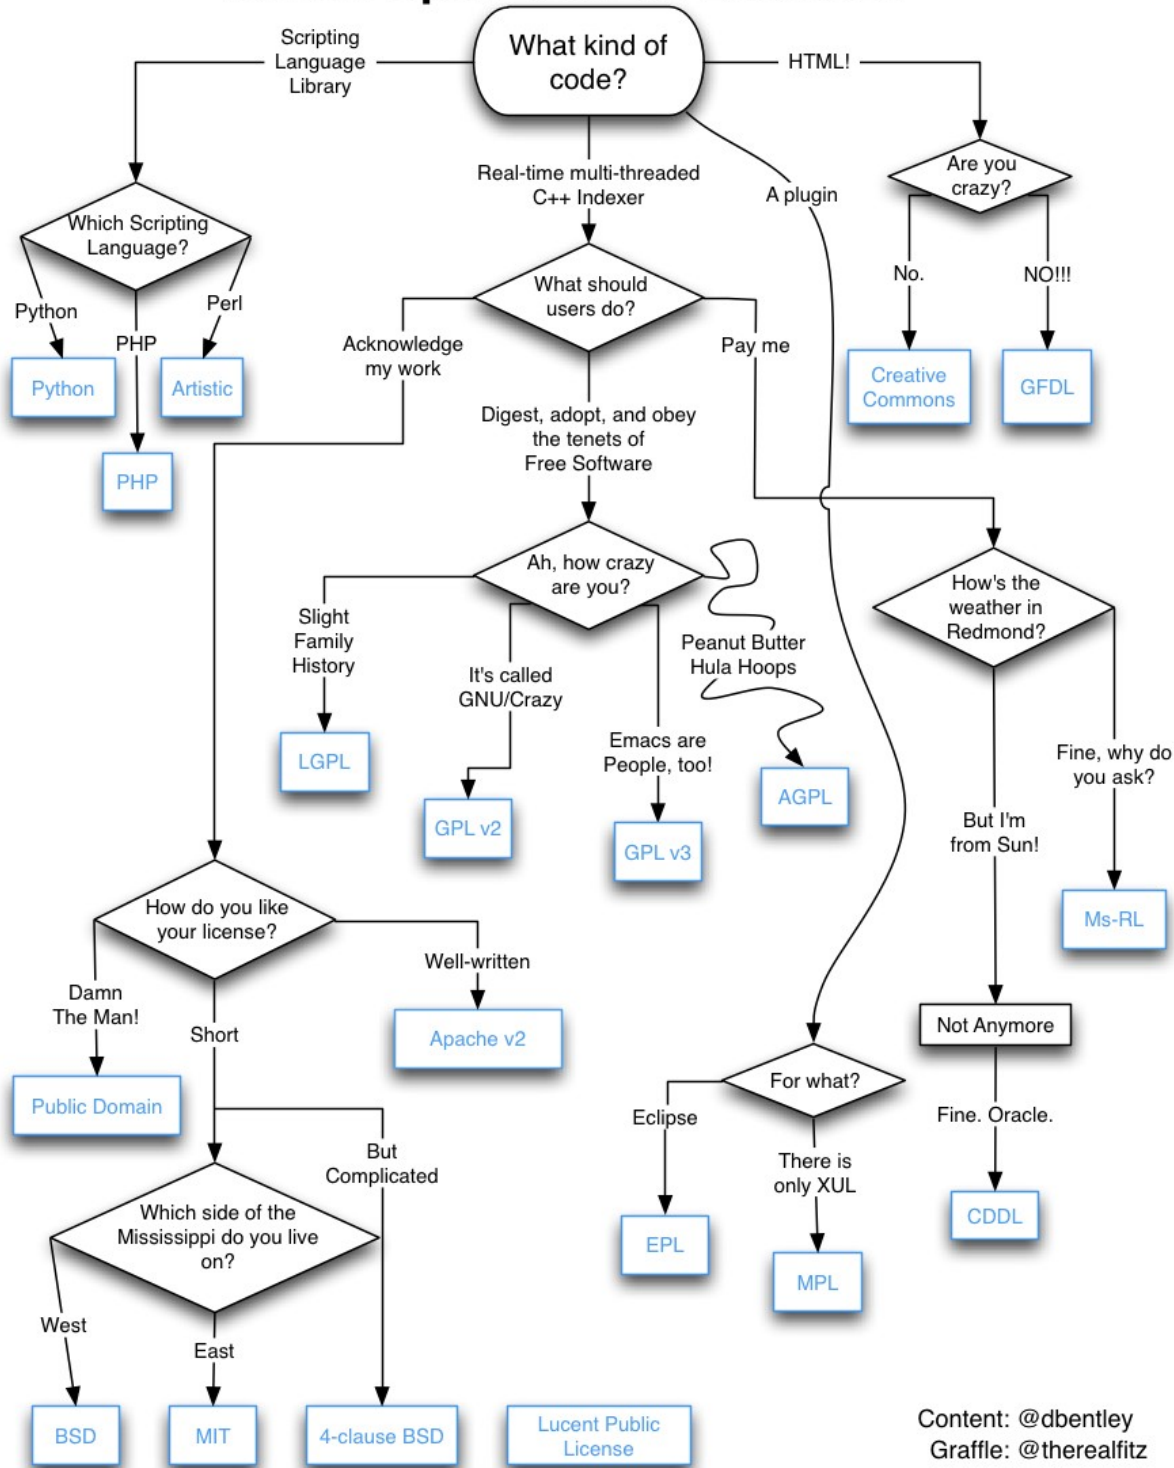 What kind of
code?
Scripting
Language
Library
HTML!
Real-time multi-threaded
C++ Indexer
A plugin
Are you
crazy?
Which Scripting
Language?
No.
NO!!!
What should
users do?
Python
PHP
Perl
Acknowledge
my work
Pay me
Python
Artistic
PHP
Creative
Commons
GFDL
Digest, adopt, and obey
the tenets of
Free Software
Ah, how crazy
are you?
How's the
weather in
Redmond?
Slight
Family
History
It's called
GNU/Crazy
Emacs are
People, too!
Peanut Butter
Hula Hoops
LGPL
GPL v2
GPL v3
AGPL
Fine, why do
you ask?
But I'm
from Sun!
Ms-RL
How do you like
your license?
Well-written
Damn
The Man!
Short
Apache v2
Public Domain
Not Anymore
For what?
Eclipse
There is
only XUL
Fine. Oracle.
But
Complicated
EPL
MPL
CDDL
Which side of the
Mississippi do you live
on?
West
East
BSD
MIT
4-clause BSD
Lucent Public
License
Content: @dbentley
Graffle: @therealfitz